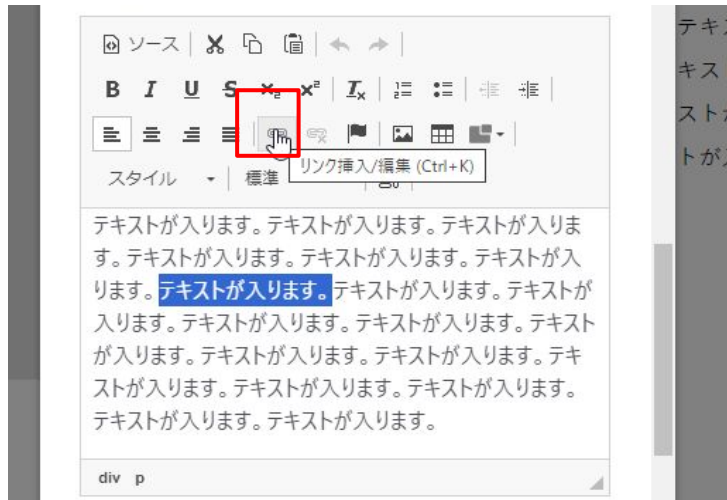 ソース
B I U S x₂ x² Iₓ
リンク挿入/編集 (Ctrl+K)
スタイル 標準
テキストが入ります。テキストが入ります。テキストが入りま
す。テキストが入ります。テキストが入ります。テキストが入
ります。テキストが入ります。テキストが入ります。テキストが
入ります。テキストが入ります。テキストが入ります。テキスト
が入ります。テキストが入ります。テキストが入ります。テキ
ストが入ります。テキストが入ります。テキストが入ります。
テキストが入ります。テキストが入ります。
div p
テキ
キス
スト
トが